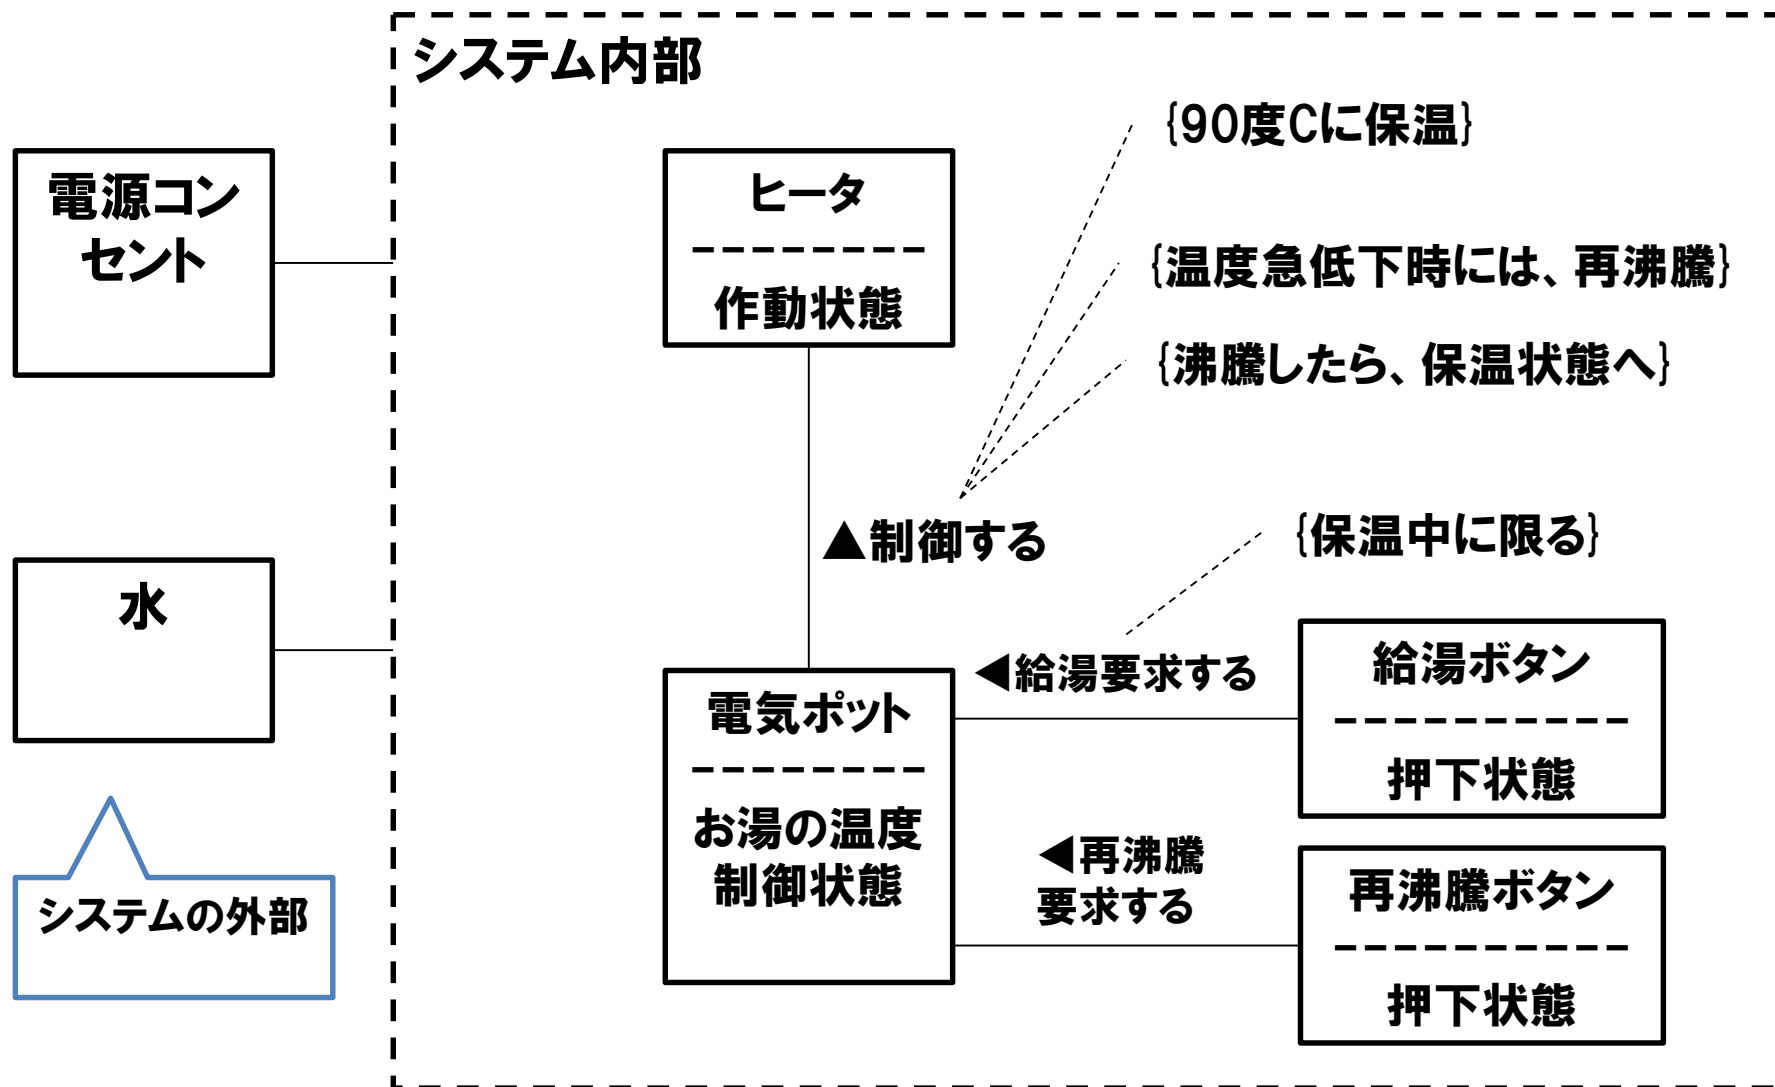 システム内部
電源コン
セント
水
システムの外部
ヒータ
作動状態
{90度Cに保温}
{温度急低下時には、再沸騰}
{沸騰したら、保温状態へ}
▲制御する
{保温中に限る}
◀給湯要求する
電気ポット
お湯の温度
制御状態
給湯ボタン
押下状態
◀再沸騰
要求する
再沸騰ボタン
押下状態